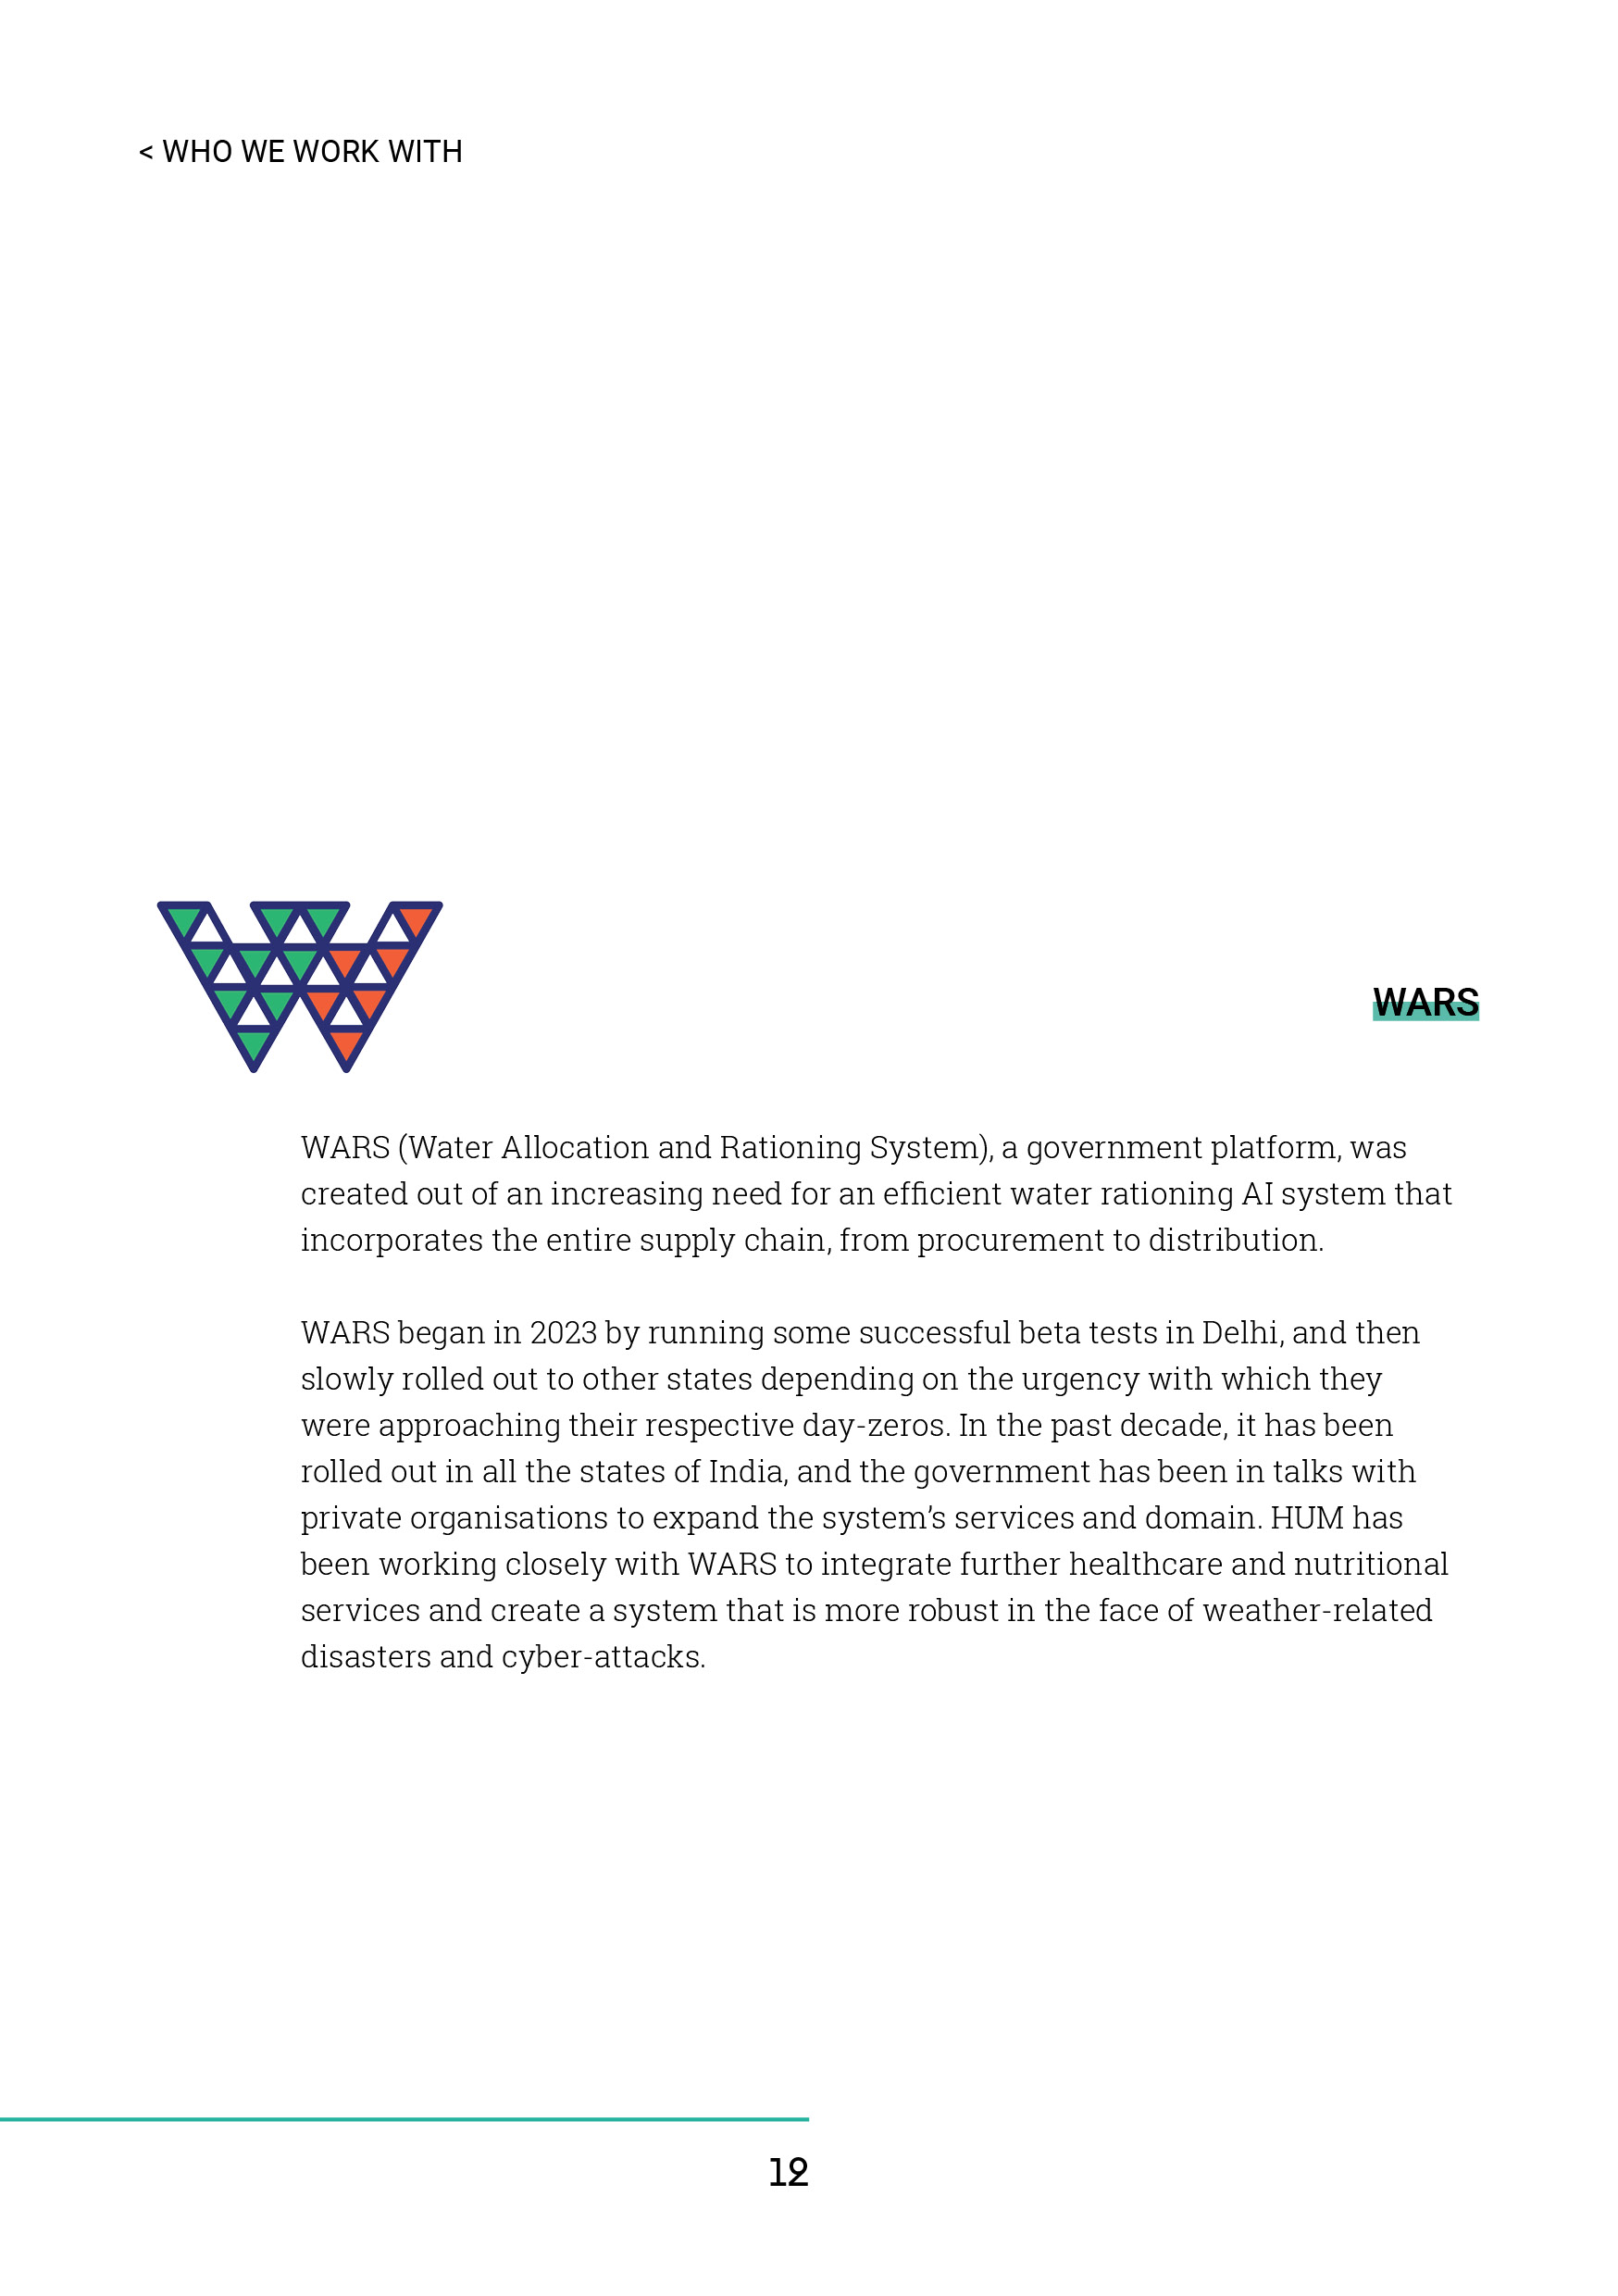 < WHO WE WORK WITH
WARS
WARS (Water Allocation and Rationing System), a government platform, was
created out of an increasing need for an efficient water rationing AI system that
incorporates the entire supply chain, from procurement to distribution.
WARS began in 2023 by running some successful beta tests in Delhi, and then
slowly rolled out to other states depending on the urgency with which they
were approaching their respective day-zeros. In the past decade, it has been
rolled out in all the states of India, and the government has been in talks with
private organisations to expand the system’s services and domain. HUM has
been working closely with WARS to integrate further healthcare and nutritional
services and create a system that is more robust in the face of weather-related
disasters and cyber-attacks.
12